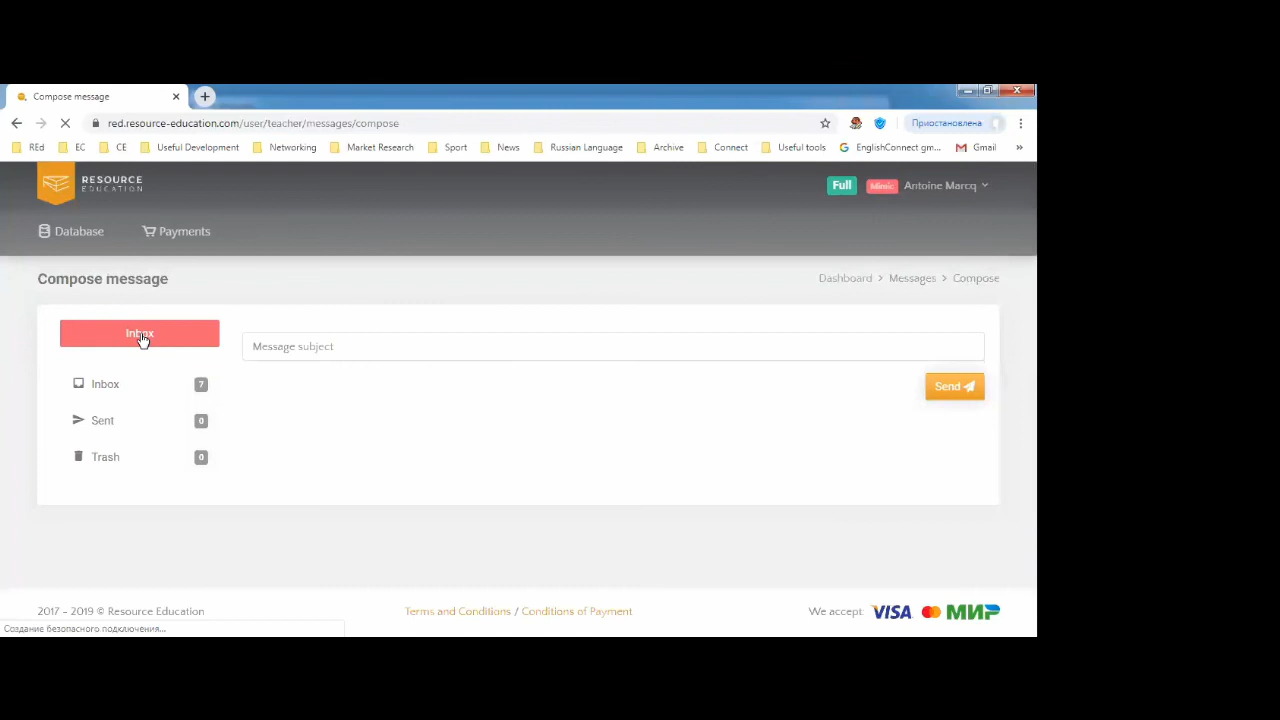 Compose message
red.resource-education.com/user/teacher/messages/compose
Приостановлена
REd EC CE Useful Development Networking Market Research Sport News Russian Language Archive Connect Useful tools EnglishConnect gm... Gmail »
RESOURCE
EDUCATION
Full Mimic Antoine Marcq
Database Payments
Compose message
Dashboard > Messages > Compose
Inbox
Message subject
Inbox 7
Send
Sent 0
Trash 0
2017 - 2019 © Resource Education
Terms and Conditions / Conditions of Payment
We accept: VISA МИР
Создание безопасного подключения...